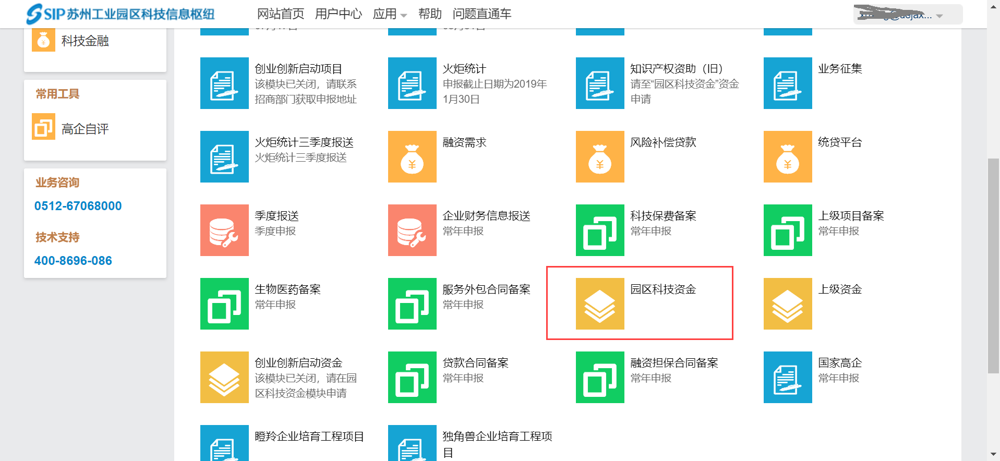 SIP 苏州工业园区科技信息枢纽
网站首页 用户中心 应用 帮助 问题直通车
科技金融
常用工具
高企自评
业务咨询
0512-67068000
技术支持
400-8696-086
创业创新启动项目
该模块已关闭，请联系
招商部门获取申报地址
火炬统计
申报截止日期为2019年
1月30日
知识产权资助（旧）
请至“园区科技资金”资金
申请
业务征集
火炬统计三季度报送
火炬统计三季度报送
融资需求
风险补偿贷款
统贷平台
季度报送
季度申报
企业财务信息报送
常年申报
科技保费备案
常年申报
上级项目备案
常年申报
生物医药备案
常年申报
服务外包合同备案
常年申报
园区科技资金
上级资金
创业创新启动资金
该模块已关闭，请在园
区科技资金模块申请
贷款合同备案
常年申报
融资担保合同备案
常年申报
国家高企
常年申报
瞪羚企业培育工程项目
独角兽企业培育工程项
目